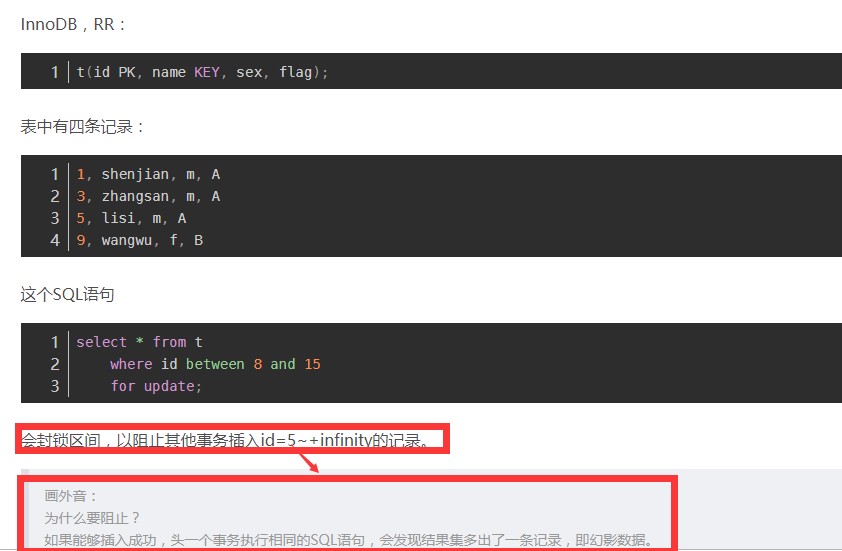 InnoDB，RR：
1 t(id PK, name KEY, sex, flag);
表中有四条记录：
1 1, shenjian, m, A
2 3, zhangsan, m, A
3 5, lisi, m, A
4 9, wangwu, f, B
这个SQL语句
1 select * from t
2 where id between 8 and 15
3 for update;
会封锁区间，以阻止其他事务插入id=5~+infinity的记录。
画外音：
为什么要阻止？
如果能够插入成功，头一个事务执行相同的SQL语句，会发现结果集多出了一条记录，即幻影数据。